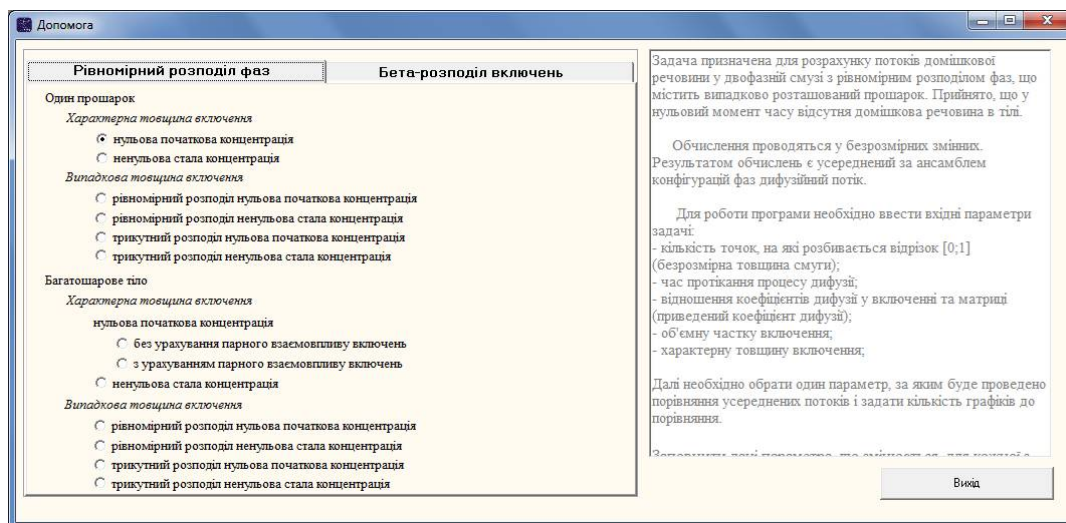 Допомога
Рівномірний розподіл фаз
Бета-розподіл включень
Один прошарок
Характерна товщина включення
нульова початкова концентрація
ненульова стала концентрація
Випадкова товщина включення
рівномірний розподіл нульова початкова концентрація
рівномірний розподіл ненульова стала концентрація
трикутний розподіл нульова початкова концентрація
трикутний розподіл ненульова стала концентрація
Багатошарове тіло
Характерна товщина включення
нульова початкова концентрація
без урахування парного взаємовпливу включень
з урахуванням парного взаємовпливу включень
ненульова стала концентрація
Випадкова товщина включення
рівномірний розподіл нульова початкова концентрація
рівномірний розподіл ненульова стала концентрація
трикутний розподіл нульова початкова концентрація
трикутний розподіл ненульова стала концентрація
Задача призначена для розрахунку потоків домішкової
речовини у двофазній смузі з рівномірним розподілом фаз, що
містить випадково розташований прошарок. Прийнято, що у
нульовий момент часу відсутня домішкова речовина в тілі.
Обчислення проводяться у безрозмірних змінних.
Результатом обчислень є усереднений за ансамблем
конфігурацій фаз дифузійний потік.
Для роботи програми необхідно ввести вхідні параметри
задачі:
- кількість точок, на які розбивається відрізок [0;1]
(безрозмірна товщина смуги);
- час протікання процесу дифузії;
- відношення коефіцієнтів дифузії у включенні та матриці
(приведений коефіцієнт дифузії);
- об'ємну частку включення;
- характерну товщину включення;
Далі необхідно обрати один параметр, за яким буде проведено
порівняння усереднених потоків і задати кількість графіків до
порівняння.
Вихід